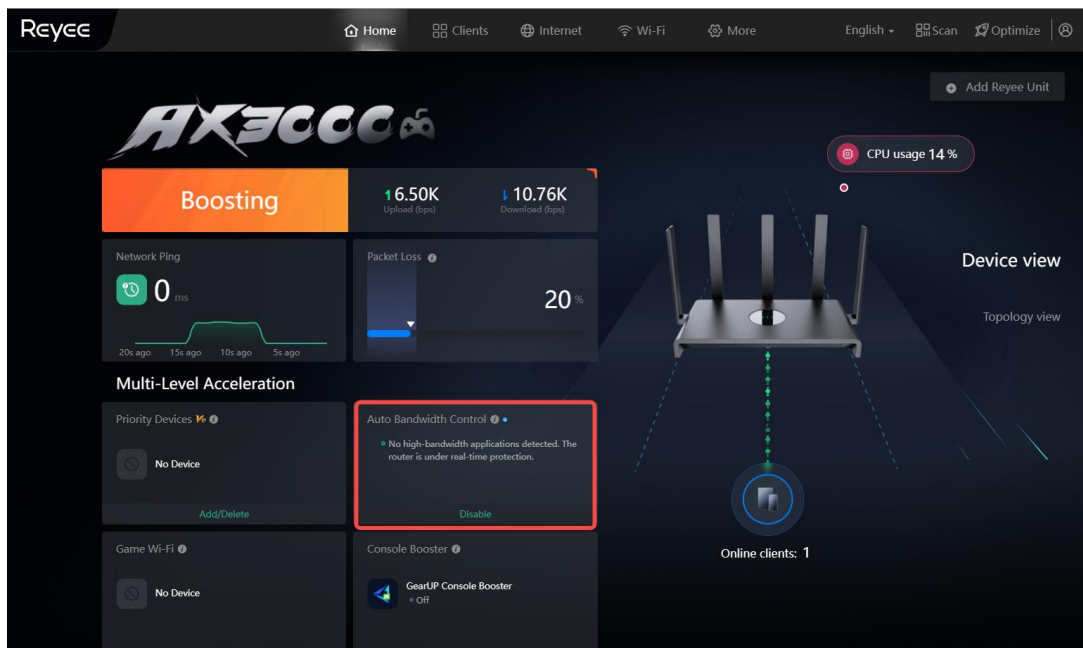 Reyee
Home
Clients
Internet
Wi-Fi
More
English
Scan
Optimize
Add Reyee Unit
AX3000
CPU usage 14 %
Boosting
6.50K
Upload (bps)
10.76K
Download (bps)
Network Ping
0 ms
20s ago 15s ago 10s ago 5s ago
Packet Loss
20 %
Device view
Topology view
Multi-Level Acceleration
Priority Devices
No Device
Add/Delete
Auto Bandwidth Control
No high-bandwidth applications detected. The
router is under real-time protection.
Disable
Game Wi-Fi
No Device
Console Booster
GearUP Console Booster
Off
Online clients: 1